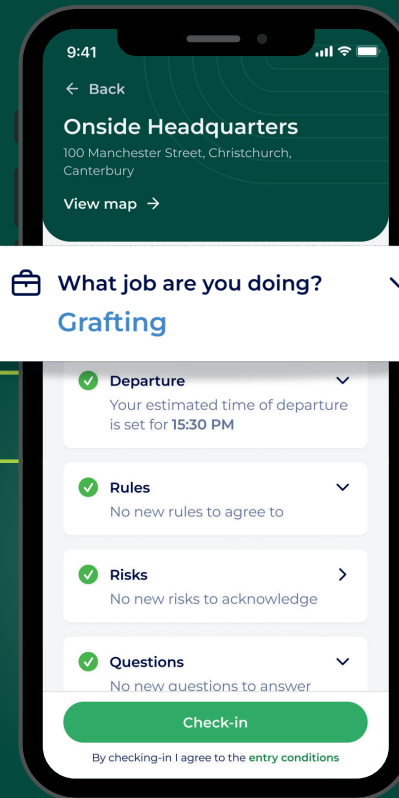 9:41
← Back
Onside Headquarters
100 Manchester Street, Christchurch,
Canterbury
View map →
What job are you doing?
Grafting
Departure
Your estimated time of departure
is set for 15:30 PM
Rules
No new rules to agree to
Risks
No new risks to acknowledge
Questions
No new questions to answer
Check-in
By checking-in I agree to the entry conditions